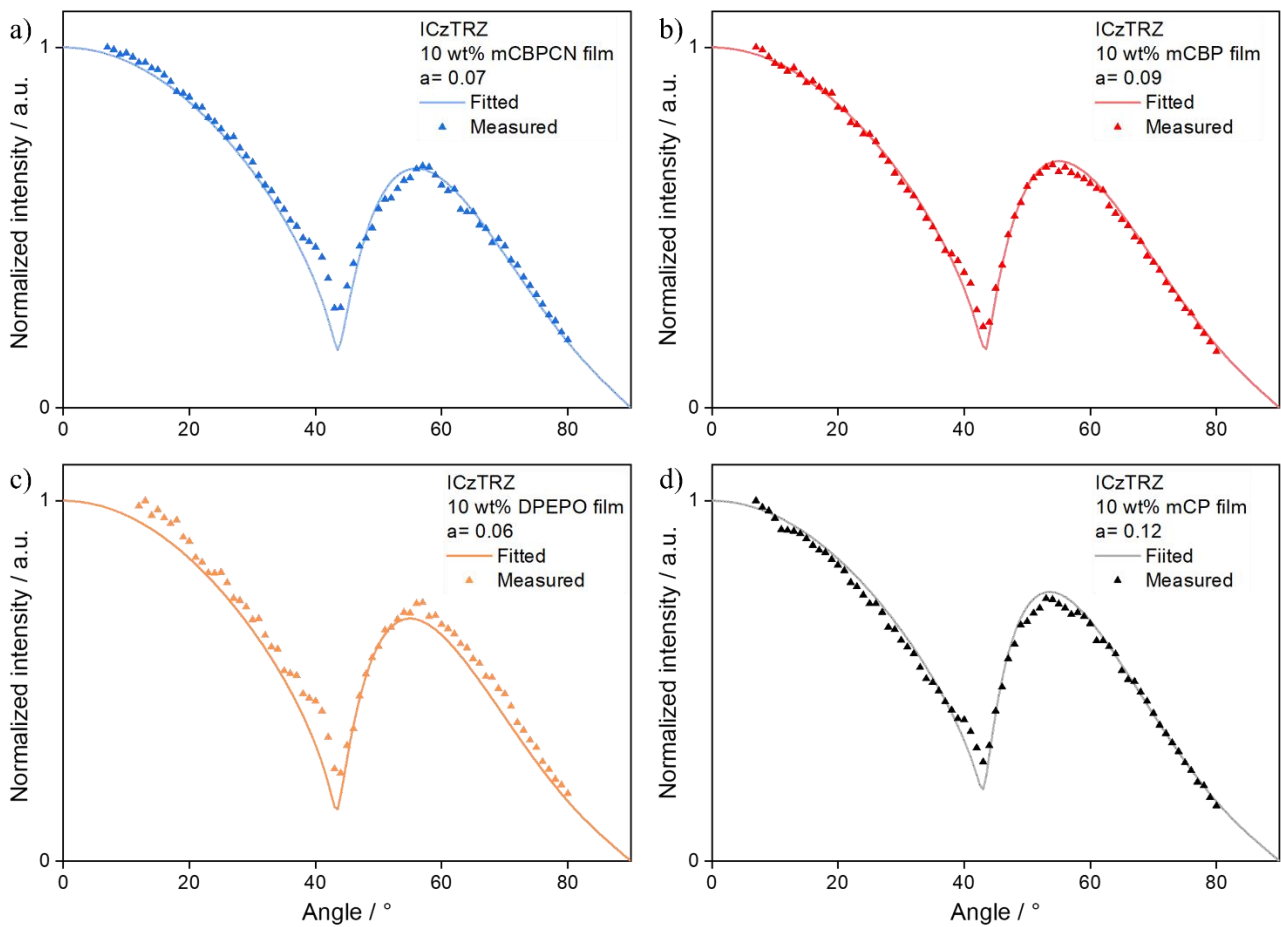 a)
ICzTRZ
10 wt% mCBPCN film
a= 0.07
Fitted
Measured
Normalized intensity / a.u.
1
0
0 20 40 60 80
b)
ICzTRZ
10 wt% mCBP film
a= 0.09
Fitted
Measured
Normalized intensity / a.u.
1
0
0 20 40 60 80
c)
ICzTRZ
10 wt% DPEPO film
a= 0.06
Fitted
Measured
Normalized intensity / a.u.
1
0
0 20 40 60 80
Angle / °
d)
ICzTRZ
10 wt% mCP film
a= 0.12
Fiited
Measured
Normalized intensity / a.u.
1
0
0 20 40 60 80
Angle / °